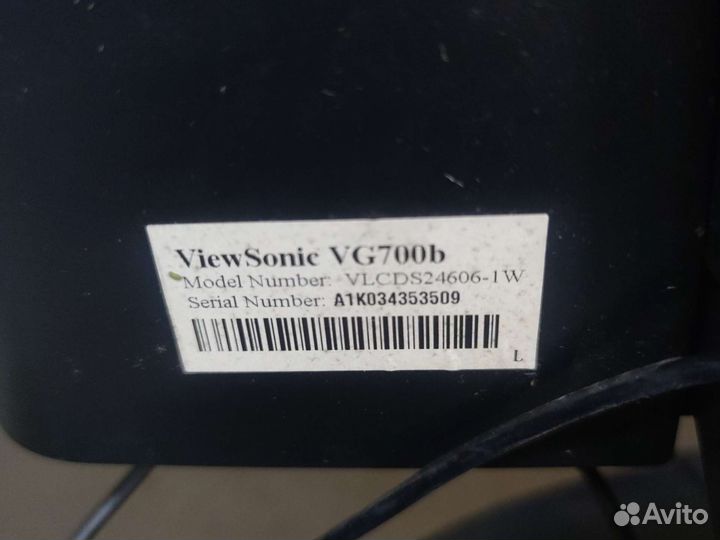 ViewSonic VG700b
Model Number: VLCDS24606-1W
Serial Number: A1K034353509
L
Avito